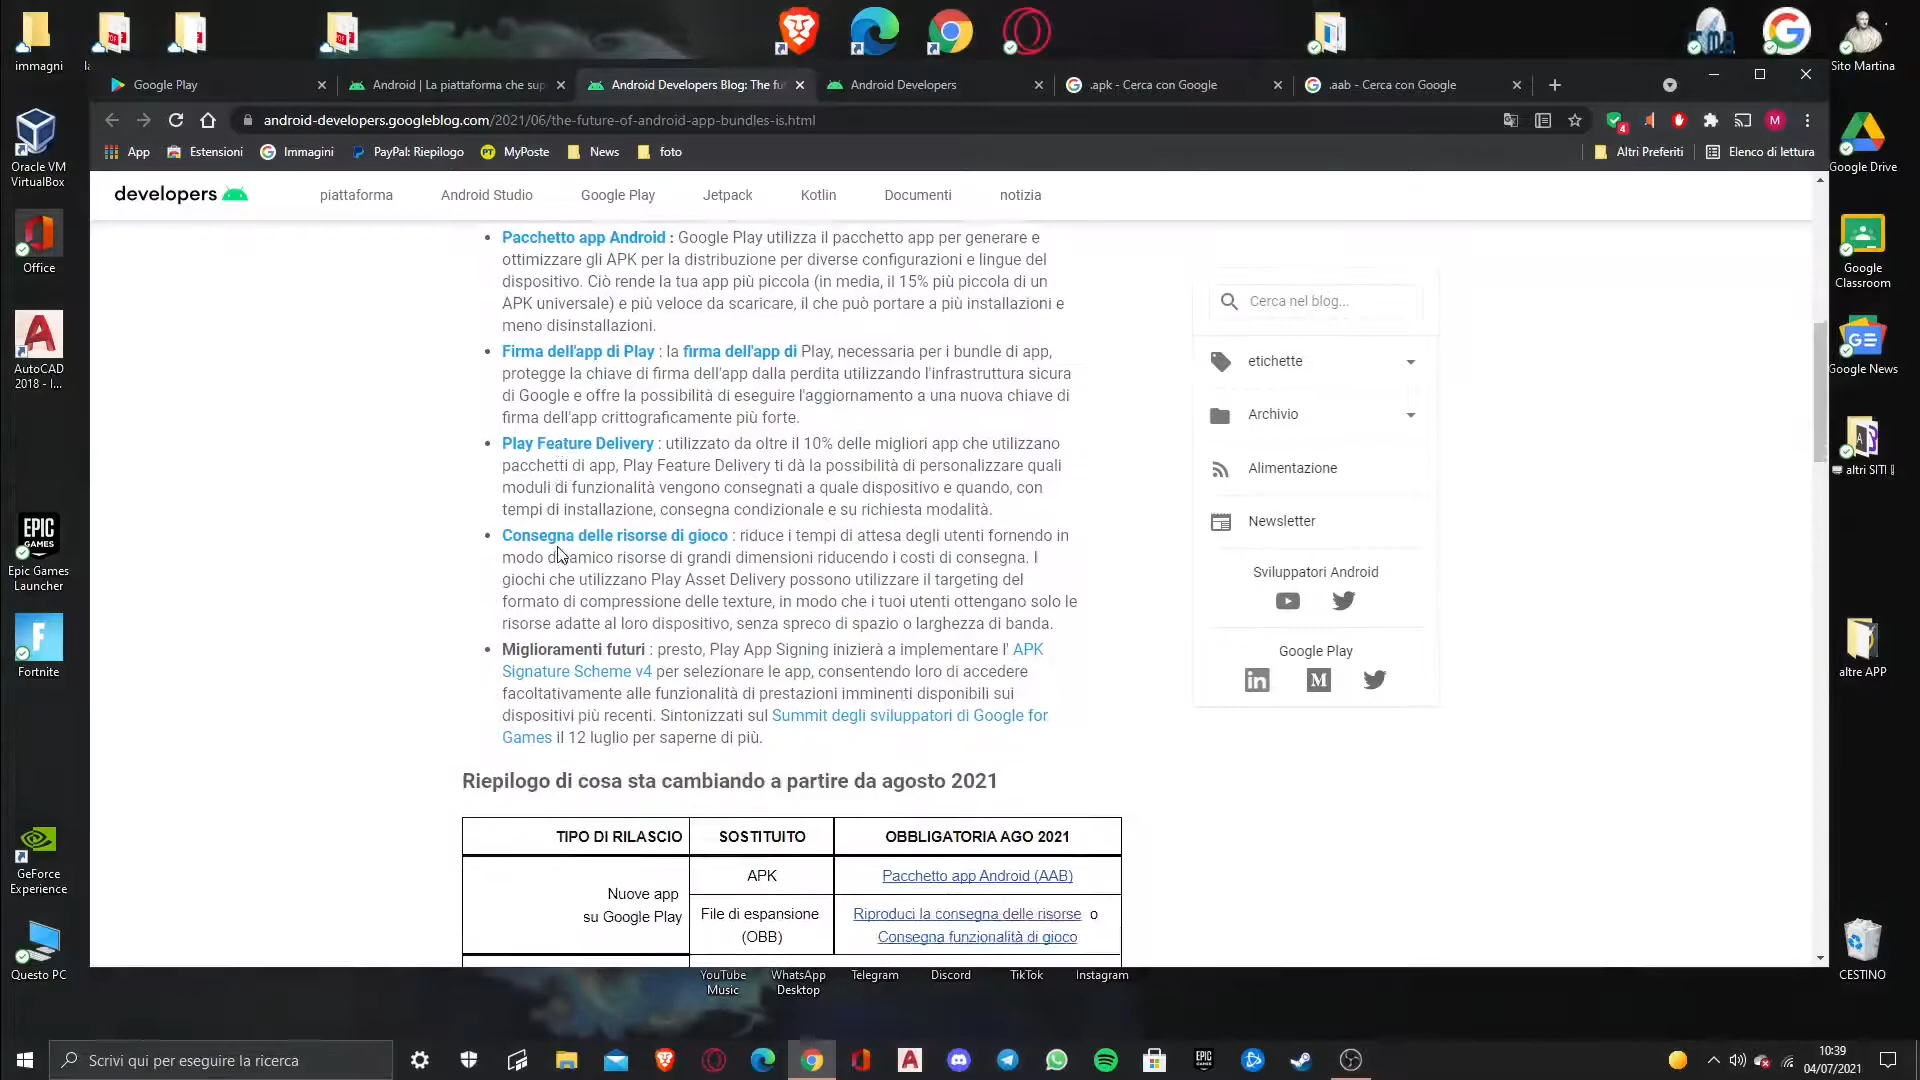 immagni
Oracle VM
VirtualBox
Office
AutoCAD
2018 - I...
EPIC
GAMES
Epic Games
Launcher
Fortnite
GeForce
Experience
Questo PC
Google Play
Android | La piattaforma che sup
Android Developers Blog: The fu
Android Developers
.apk - Cerca con Google
.aab - Cerca con Google
android-developers.googleblog.com/2021/06/the-future-of-android-app-bundles-is.html
4
M
App
Estensioni
Immagini
PayPal: Riepilogo
MyPoste
News
foto
Altri Preferiti
Elenco di lettura
developers
piattaforma
Android Studio
Google Play
Jetpack
Kotlin
Documenti
notizia
• Pacchetto app Android : Google Play utilizza il pacchetto app per generare e
ottimizzare gli APK per la distribuzione per diverse configurazioni e lingue del
dispositivo. Ciò rende la tua app più piccola (in media, il 15% più piccola di un
APK universale) e più veloce da scaricare, il che può portare a più installazioni e
meno disinstallazioni.
• Firma dell'app di Play : la firma dell'app di Play, necessaria per i bundle di app,
protegge la chiave di firma dell'app dalla perdita utilizzando l'infrastruttura sicura
di Google e offre la possibilità di eseguire l'aggiornamento a una nuova chiave di
firma dell'app crittograficamente più forte.
• Play Feature Delivery : utilizzato da oltre il 10% delle migliori app che utilizzano
pacchetti di app, Play Feature Delivery ti dà la possibilità di personalizzare quali
moduli di funzionalità vengono consegnati a quale dispositivo e quando, con
tempi di installazione, consegna condizionale e su richiesta modalità.
• Consegna delle risorse di gioco : riduce i tempi di attesa degli utenti fornendo in
modo dinamico risorse di grandi dimensioni riducendo i costi di consegna. I
giochi che utilizzano Play Asset Delivery possono utilizzare il targeting del
formato di compressione delle texture, in modo che i tuoi utenti ottengano solo le
risorse adatte al loro dispositivo, senza spreco di spazio o larghezza di banda.
• Miglioramenti futuri : presto, Play App Signing inizierà a implementare l' APK
Signature Scheme v4 per selezionare le app, consentendo loro di accedere
facoltativamente alle funzionalità di prestazioni imminenti disponibili sui
dispositivi più recenti. Sintonizzati sul Summit degli sviluppatori di Google for
Games il 12 luglio per saperne di più.
Riepilogo di cosa sta cambiando a partire da agosto 2021
TIPO DI RILASCIO
SOSTITUITO
OBBLIGATORIA AGO 2021
Nuove app
su Google Play
APK
Pacchetto app Android (AAB)
File di espansione
(OBB)
Riproduci la consegna delle risorse o
Consegna funzionalità di gioco
Cerca nel blog...
etichette
Archivio
Alimentazione
Newsletter
Sviluppatori Android
Google Play
Sito Martina
Google Drive
Google
Classroom
Google News
altri SITI
altre APP
CESTINO
YouTube
Music
WhatsApp
Desktop
Telegram
Discord
TikTok
Instagram
Scrivi qui per eseguire la ricerca
10:39
04/07/2021